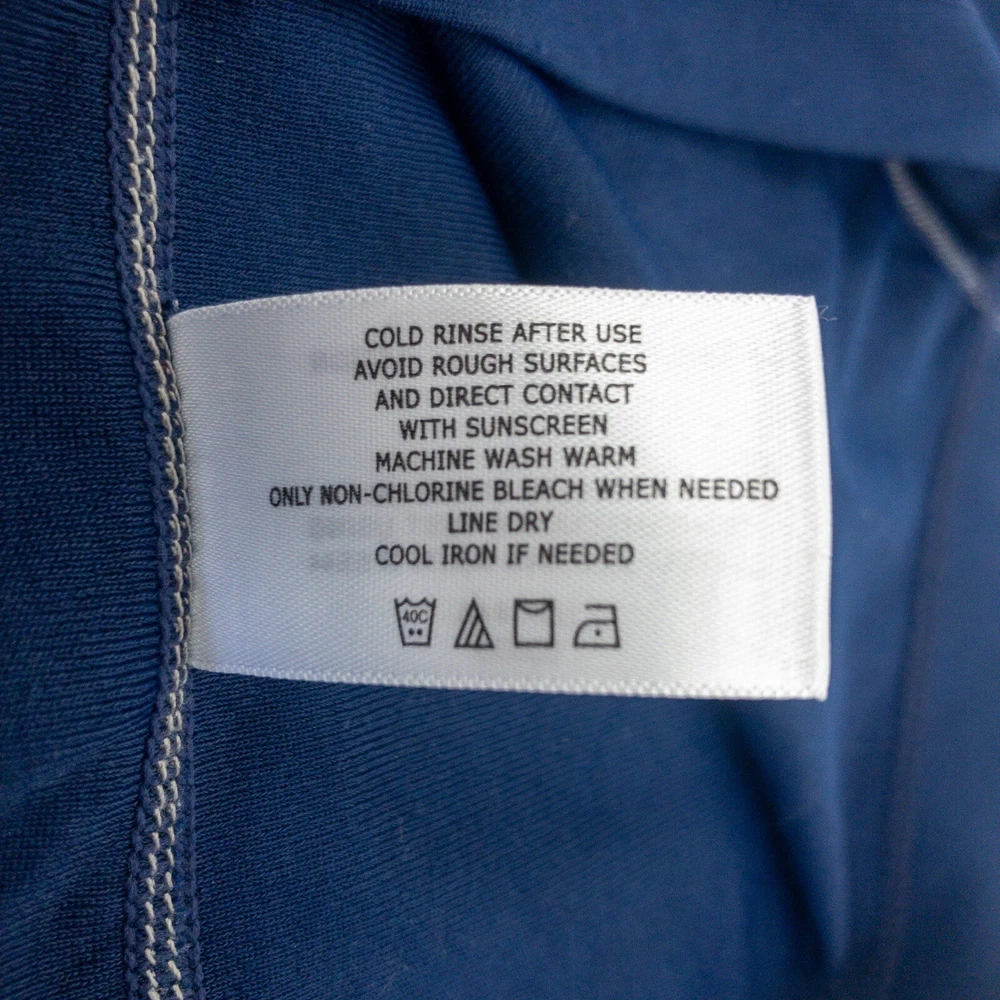 COLD RINSE AFTER USE
AVOID ROUGH SURFACES
AND DIRECT CONTACT
WITH SUNSCREEN
MACHINE WASH WARM
ONLY NON-CHLORINE BLEACH WHEN NEEDED
LINE DRY
COOL IRON IF NEEDED
40C